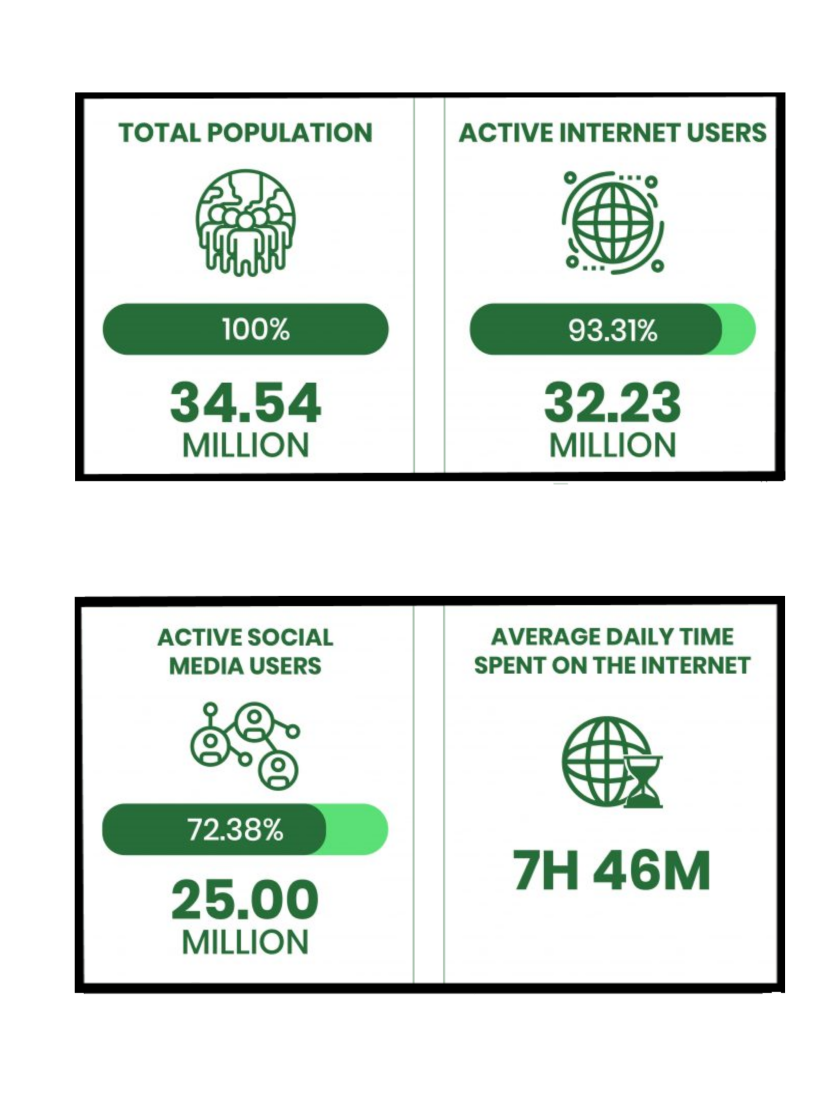 TOTAL POPULATION
100%
34.54
MILLION
ACTIVE INTERNET USERS
93.31%
32.23
MILLION
ACTIVE SOCIAL
MEDIA USERS
72.38%
25.00
MILLION
AVERAGE DAILY TIME
SPENT ON THE INTERNET
7H 46M